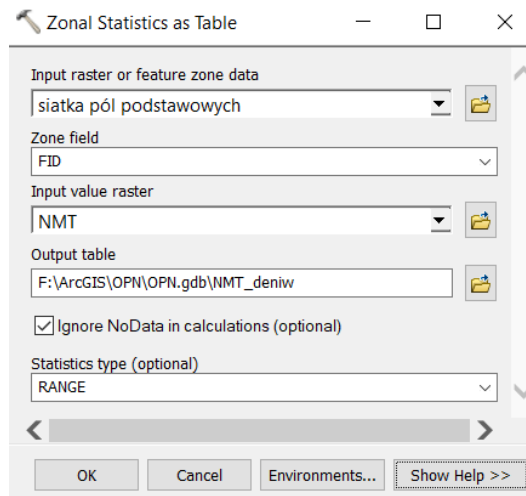 Zonal Statistics as Table
Input raster or feature zone data
siatka pól podstawowych
Zone field
FID
Input value raster
NMT
Output table
F:\ArcGIS\OPN\OPN.gdb\NMT_deniw
Ignore NoData in calculations (optional)
Statistics type (optional)
RANGE
OK Cancel Environments... Show Help >>